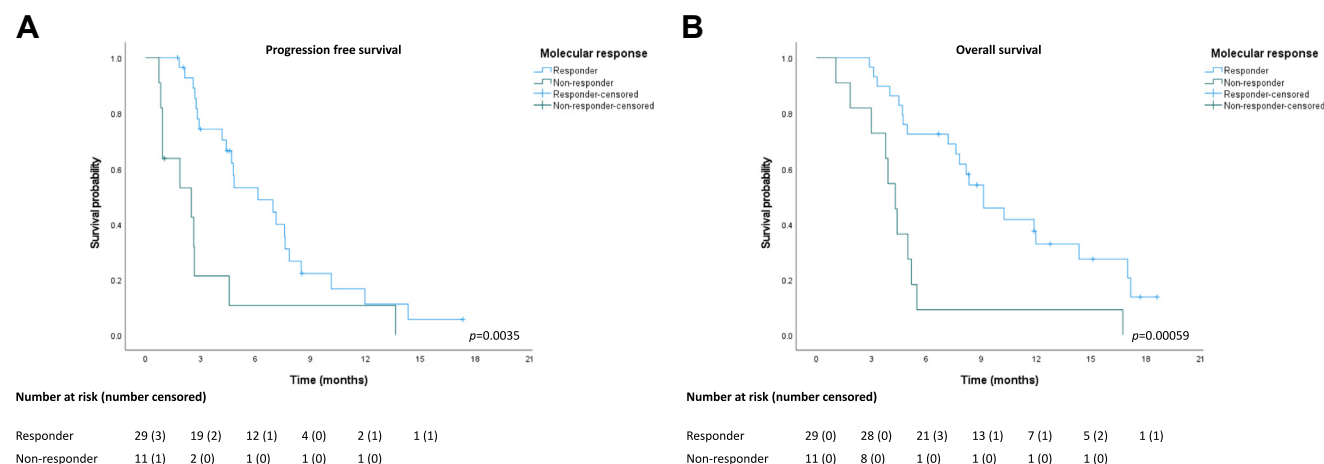 A
Progression free survival
Molecular response
Responder
Non-responder
Responder-censored
Non-responder-censored
1.0
0.8
0.6
0.4
0.2
0.0
Survival probability
p=0.0035
0 3 6 9 12 15 18 21
Time (months)
Number at risk (number censored)
Responder 29 (3) 19 (2) 12 (1) 4 (0) 2 (1) 1 (1)
Non-responder 11 (1) 2 (0) 1 (0) 1 (0) 1 (0)
B
Overall survival
Molecular response
Responder
Non-responder
Responder-censored
Non-responder-censored
1.0
0.8
0.6
0.4
0.2
0.0
Survival probability
p=0.00059
0 3 6 9 12 15 18 21
Time (months)
Number at risk (number censored)
Responder 29 (0) 28 (0) 21 (3) 13 (1) 7 (1) 5 (2) 1 (1)
Non-responder 11 (0) 8 (0) 1 (0) 1 (0) 1 (0) 1 (0)